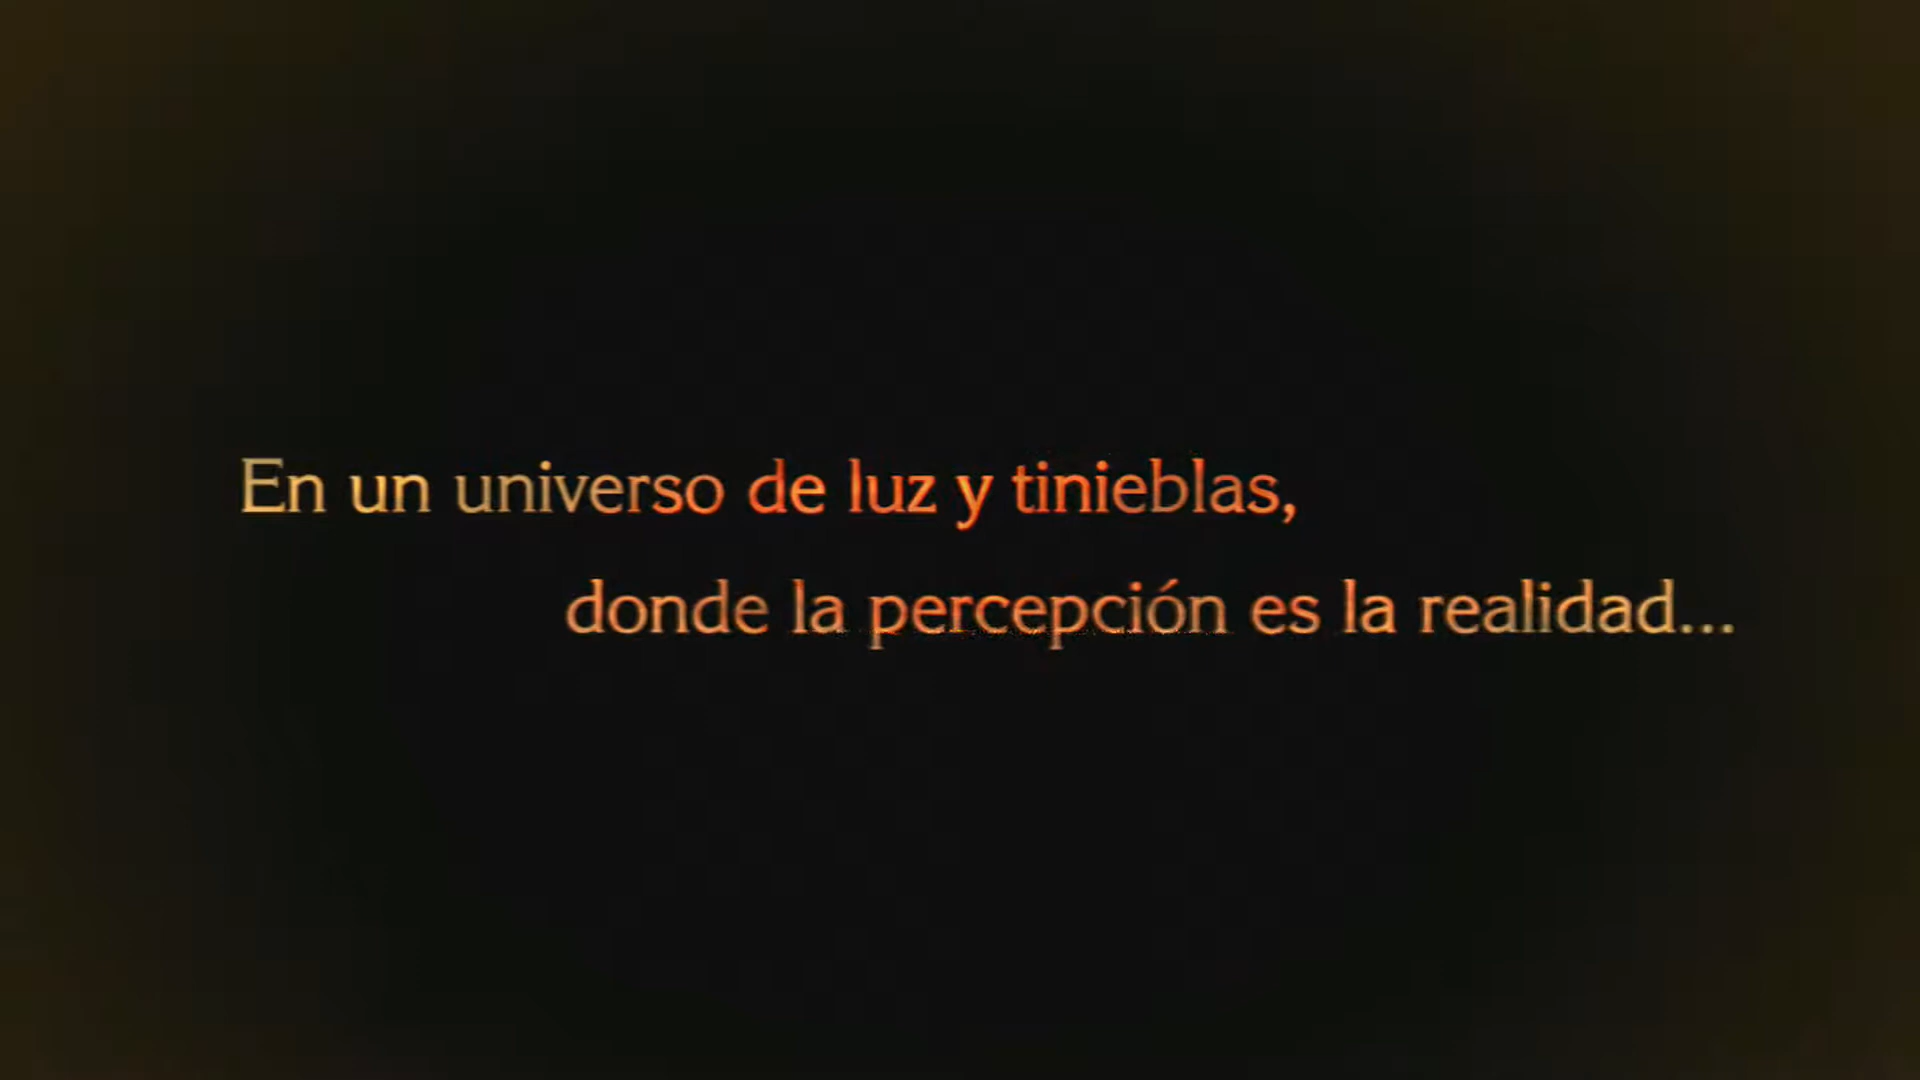 En un universo de luz y tinieblas,
donde la percepción es la realidad...